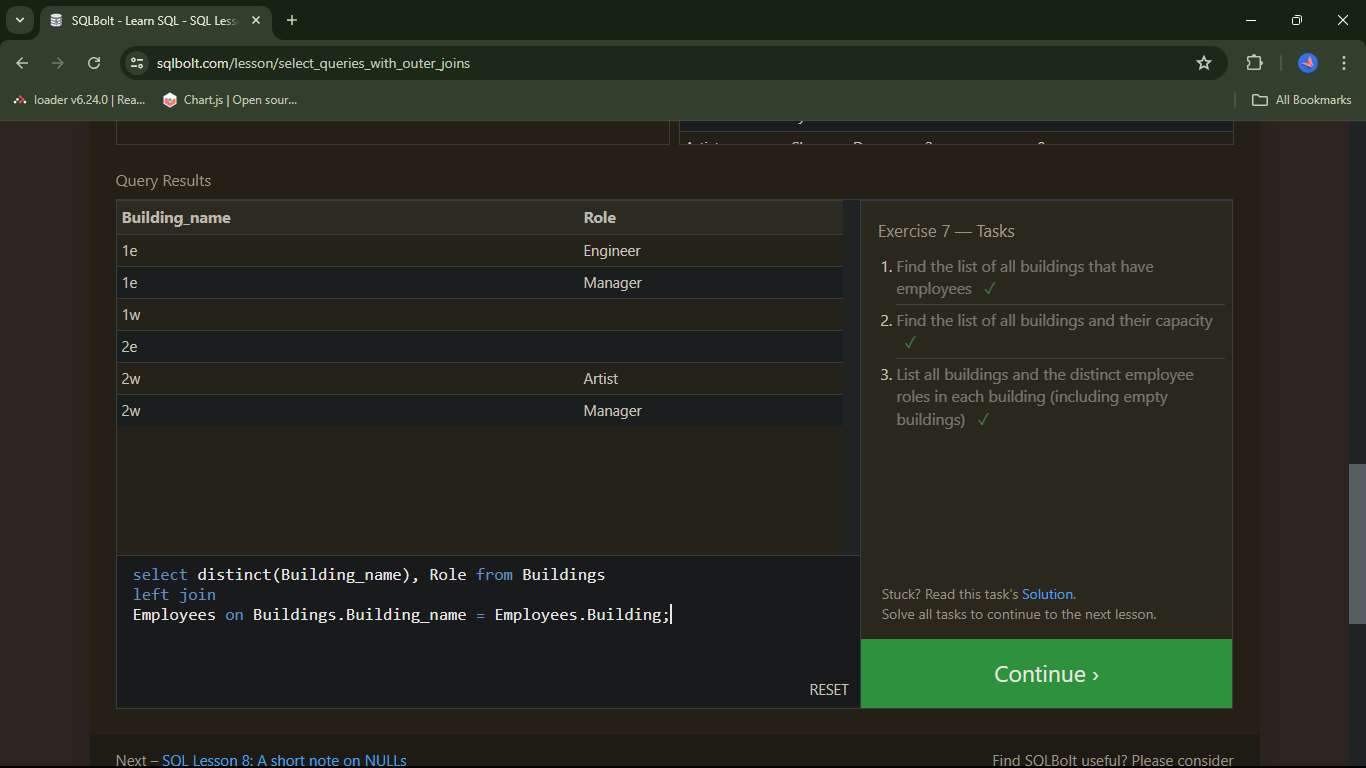 SQLBolt - Learn SQL - SQL Less
sqlbolt.com/lesson/select_queries_with_outer_joins
loader v6.24.0 | Rea... Chart.js | Open sour... All Bookmarks
Query Results
Building_name Role
1e Engineer
1e Manager
1w
2e
2w Artist
2w Manager
select distinct(Building_name), Role from Buildings
left join
Employees on Buildings.Building_name = Employees.Building;
RESET
Exercise 7 — Tasks
1. Find the list of all buildings that have
employees ✓
2. Find the list of all buildings and their capacity
✓
3. List all buildings and the distinct employee
roles in each building (including empty
buildings) ✓
Stuck? Read this task's Solution.
Solve all tasks to continue to the next lesson.
Continue ›
Next – SQL Lesson 8: A short note on NULLs
Find SQLBolt useful? Please consider